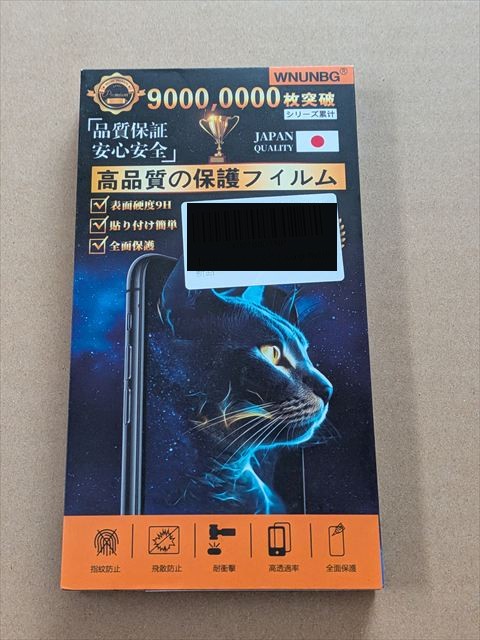 WNUNBG®
9000,0000枚突破
シリーズ累计
「品質保証
安心安全」
JAPAN
QUALITY
高品質の保護フィルム
表面硬度9H
貼り付け簡単
全面保護
新品
指紋防止
飛散防止
耐衝撃
高透過率
全面保護